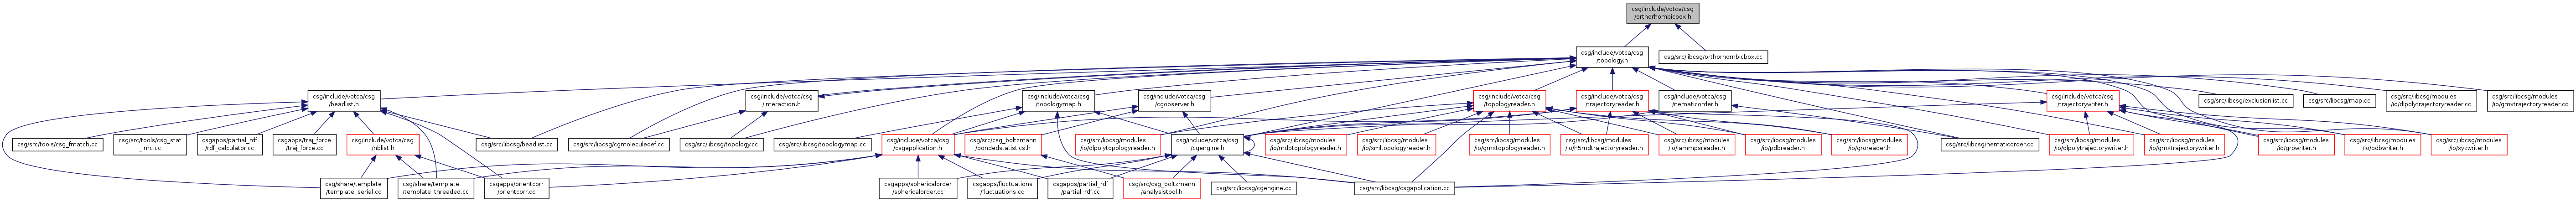 csg/include/votca/csg
/orthorhombicbox.h
csg/include/votca/csg
/topology.h
csg/src/libcsg/orthorhombicbox.cc
csg/include/votca/csg
/beadlist.h
csg/include/votca/csg
/interaction.h
csg/include/votca/csg
/topologymap.h
csg/include/votca/csg
/cgobserver.h
csg/include/votca/csg
/topologyreader.h
csg/include/votca/csg
/trajectoryreader.h
csg/include/votca/csg
/nematicorder.h
csg/include/votca/csg
/trajectorywriter.h
csg/src/libcsg/exclusionlist.cc
csg/src/libcsg/map.cc
csg/src/libcsg/modules
/io/dlpolytrajectoryreader.cc
csg/src/libcsg/modules
/io/gmxtrajectoryreader.cc
csg/src/tools/csg_fmatch.cc
csg/src/tools/csg_stat
_imc.cc
csgapps/partial_rdf
/rdf_calculator.cc
csgapps/traj_force
/traj_force.cc
csg/include/votca/csg
/nblist.h
csg/src/libcsg/beadlist.cc
csg/src/libcsg/cgmoleculedef.cc
csg/src/libcsg/topology.cc
csg/src/libcsg/topologymap.cc
csg/include/votca/csg
/csgapplication.h
csg/src/csg_boltzmann
/bondedstatistics.h
csg/src/libcsg/modules
/io/dlpolytopologyreader.h
csg/include/votca/csg
/cgengine.h
csg/src/libcsg/modules
/io/mdptopologyreader.h
csg/src/libcsg/modules
/io/xmltopologyreader.h
csg/src/libcsg/modules
/io/gmxtopologyreader.h
csg/src/libcsg/modules
/io/h5mdtrajectoryreader.h
csg/src/libcsg/modules
/io/lammpsreader.h
csg/src/libcsg/modules
/io/pdbreader.h
csg/src/libcsg/modules
/io/groreader.h
csg/src/libcsg/nematicorder.cc
csg/src/libcsg/modules
/io/dlpolytrajectorywriter.h
csg/src/libcsg/modules
/io/gmxtrajectorywriter.h
csg/src/libcsg/modules
/io/growriter.h
csg/src/libcsg/modules
/io/pdbwriter.h
csg/src/libcsg/modules
/io/xyzwriter.h
csg/share/template
/template_serial.cc
csg/share/template
/template_threaded.cc
csgapps/orientcorr
/orientcorr.cc
csgapps/sphericalorder
/sphericalorder.cc
csgapps/fluctuations
/fluctuations.cc
csgapps/partial_rdf
/partial_rdf.cc
csg/src/csg_boltzmann
/analysistool.h
csg/src/libcsg/cgengine.cc
csg/src/libcsg/csgapplication.cc